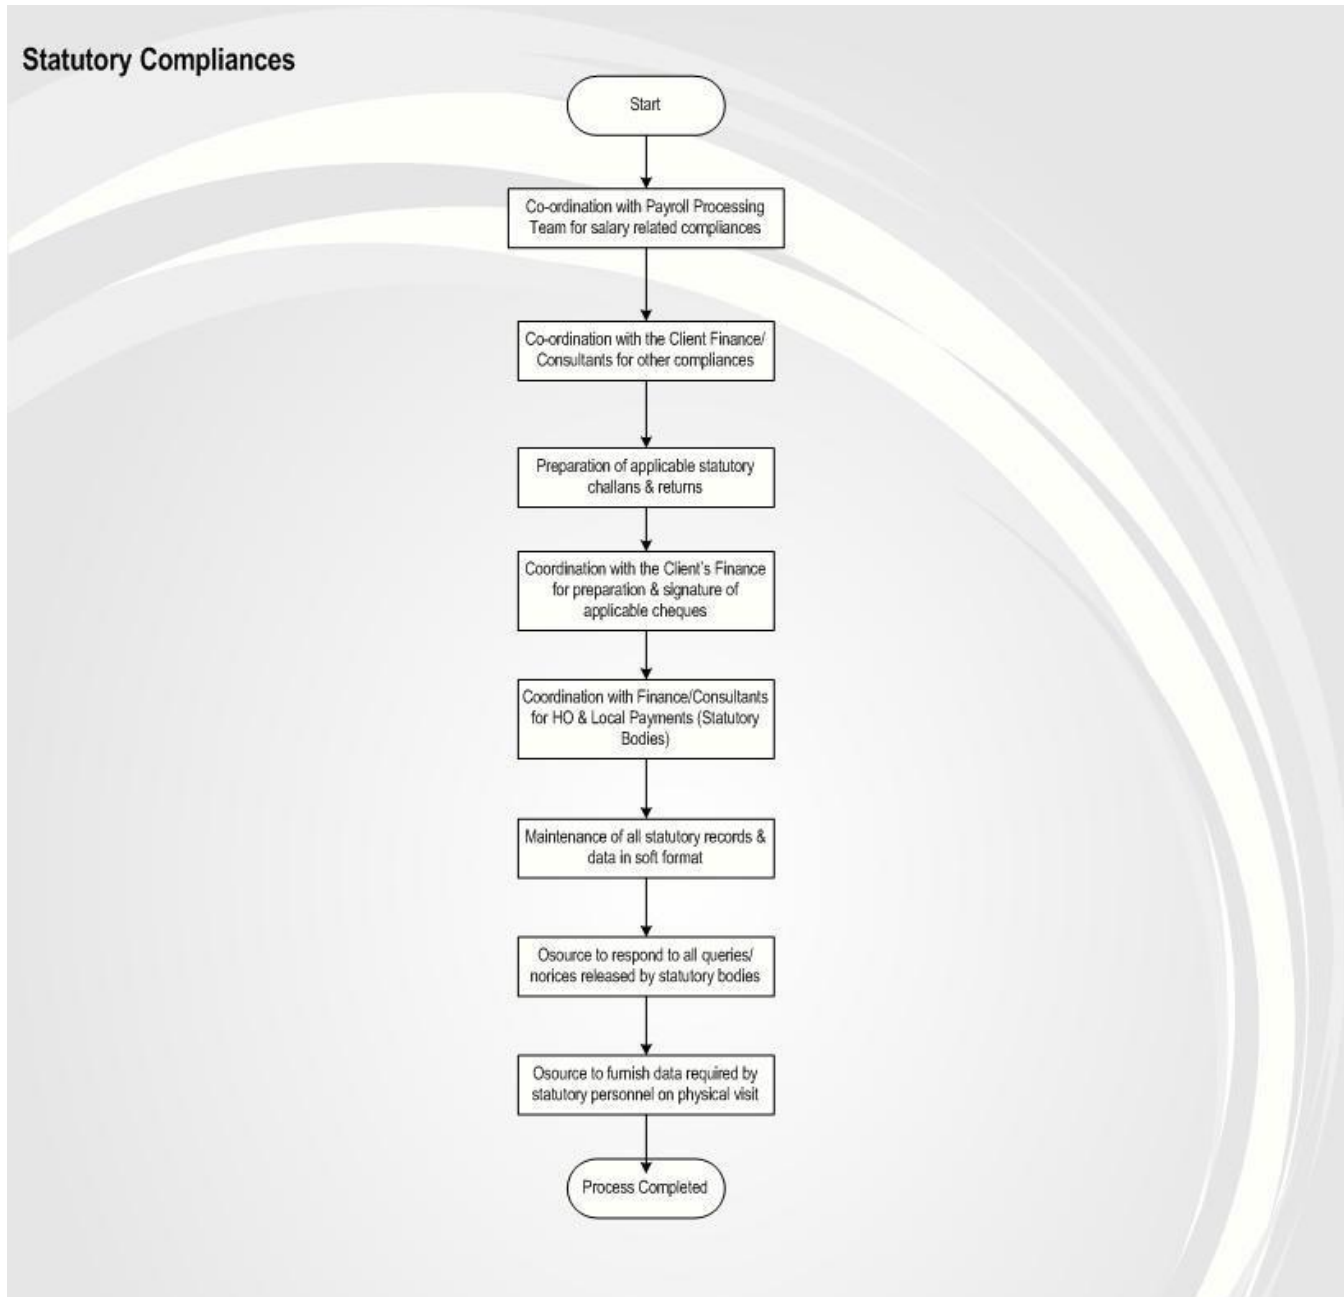 Statutory Compliances
Start
Co-ordination with Payroll Processing
Team for salary related compliances
Co-ordination with the Client Finance/
Consultants for other compliances
Preparation of applicable statutory
challans & returns
Coordination with the Client's Finance
for preparation & signature of
applicable cheques
Coordination with Finance/Consultants
for HO & Local Payments (Statutory
Bodies)
Maintenance of all statutory records &
data in soft format
Osource to respond to all queries/
norices released by statutory bodies
Osource to furnish data required by
statutory personnel on physical visit
Process Completed